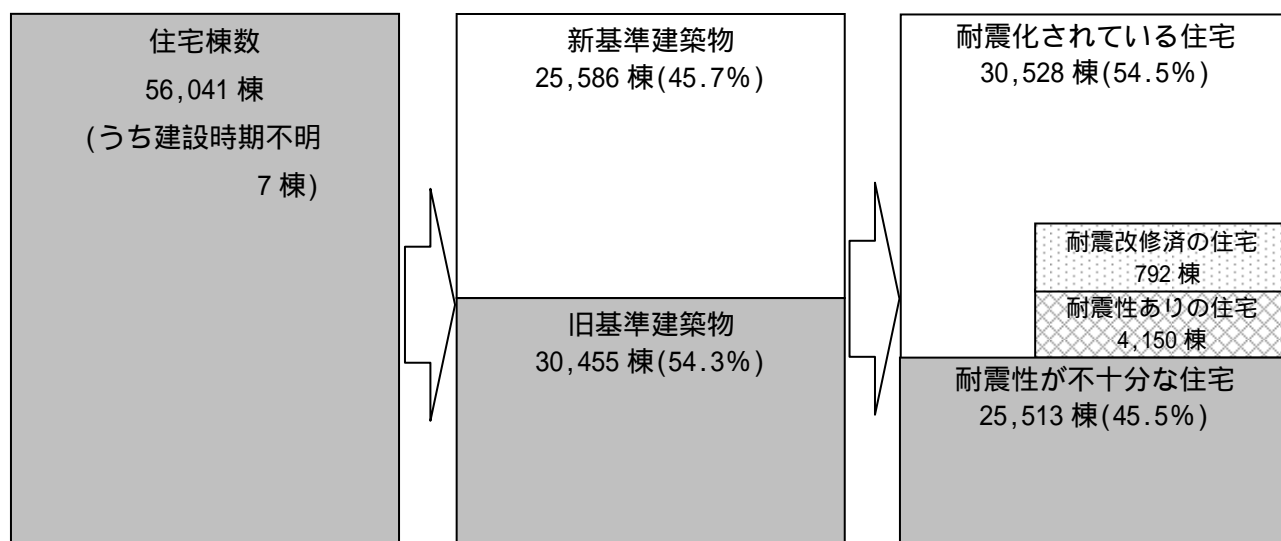 住宅棟数
56,041 棟
(うち建設時期不明
7 棟)
新基準建築物
25,586 棟(45.7%)
旧基準建築物
30,455 棟(54.3%)
耐震化されている住宅
30,528 棟(54.5%)
耐震改修済の住宅
792 棟
耐震性ありの住宅
4,150 棟
耐震性が不十分な住宅
25,513 棟(45.5%)